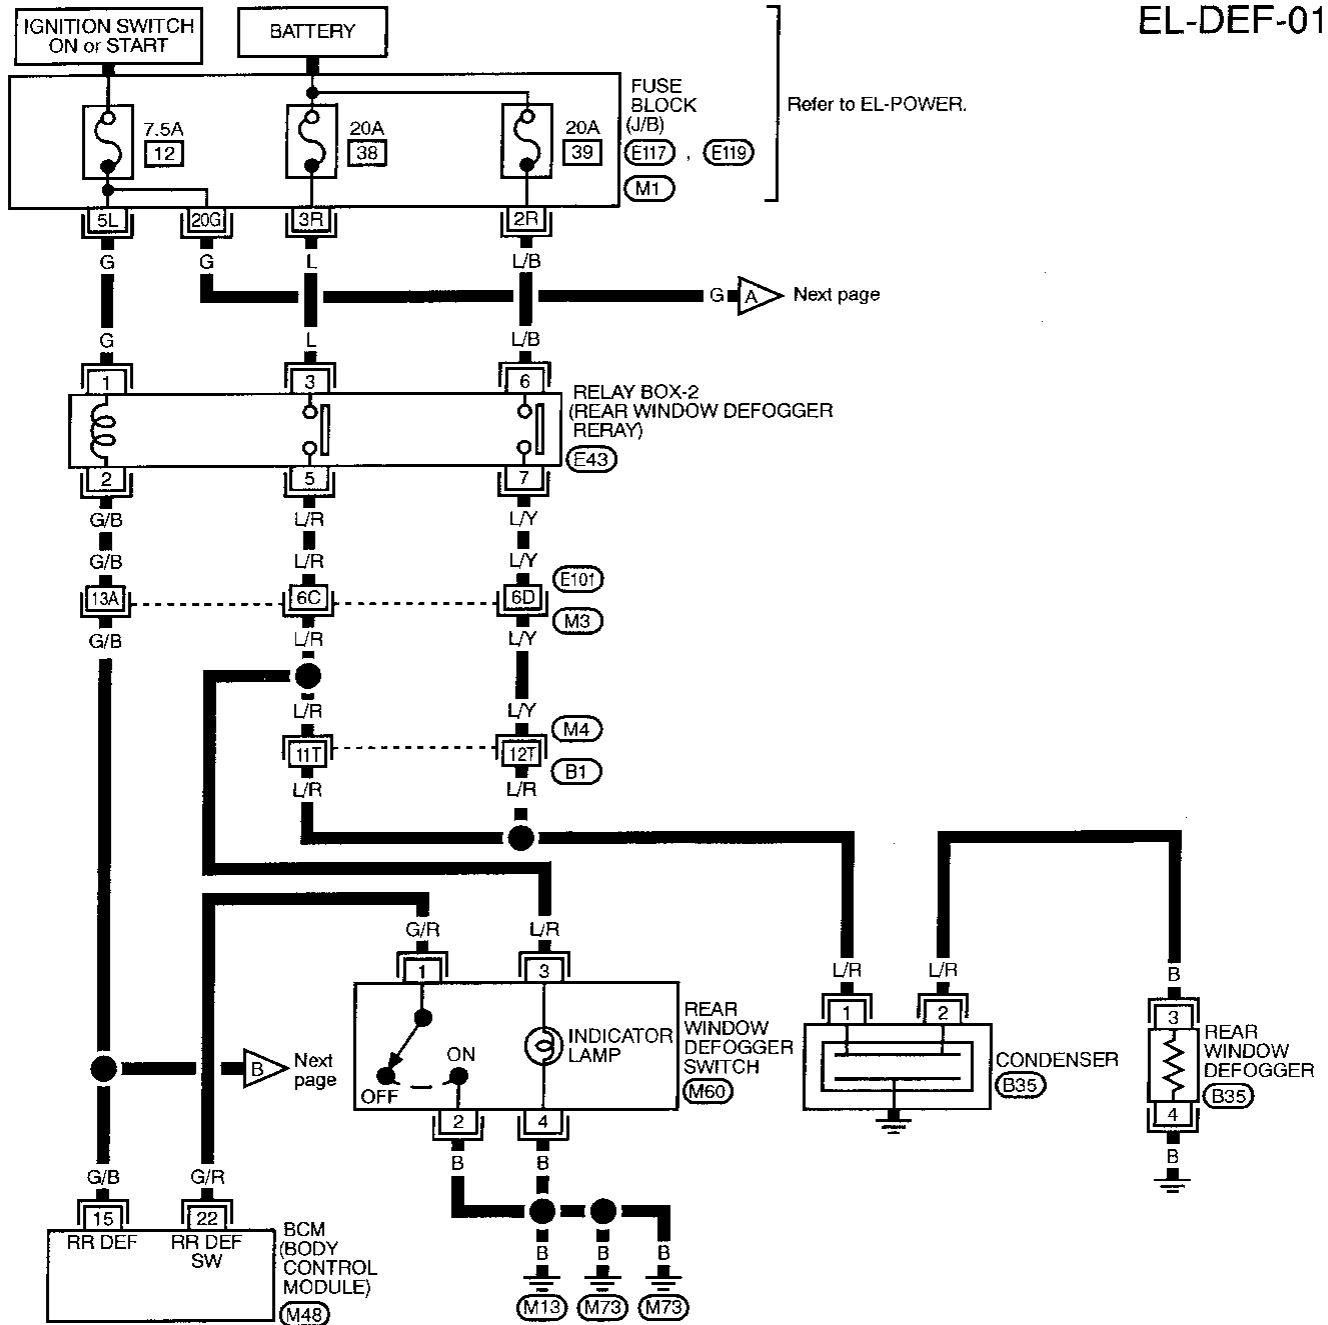 EL-DEF-01
IGNITION SWITCH
ON or START
BATTERY
FUSE
BLOCK
(J/B)
E117 , E119
M1
Refer to EL-POWER.
7.5A
12
20A
38
20A
39
5L
20G
3R
2R
G
G
L
L/B
G
A
Next page
G
L
L/B
1
3
6
RELAY BOX-2
(REAR WINDOW DEFOGGER
RERAY)
E43
2
5
7
G/B
L/R
L/Y
G/B
L/R
L/Y
E101
13A
6C
6D
M3
G/B
L/R
L/Y
L/R
L/Y
M4
11T
12T
B1
L/R
L/R
G/R
L/R
L/R
L/R
B
1
3
1
2
3
REAR
WINDOW
DEFOGGER
SWITCH
M60
INDICATOR
LAMP
ON
OFF
CONDENSER
B35
REAR
WINDOW
DEFOGGER
B35
B
Next
page
2
4
4
B
B
B
G/B
G/R
15
22
RR DEF
RR DEF
SW
BCM
(BODY
CONTROL
MODULE)
M48
B
B
B
M13
M73
M73